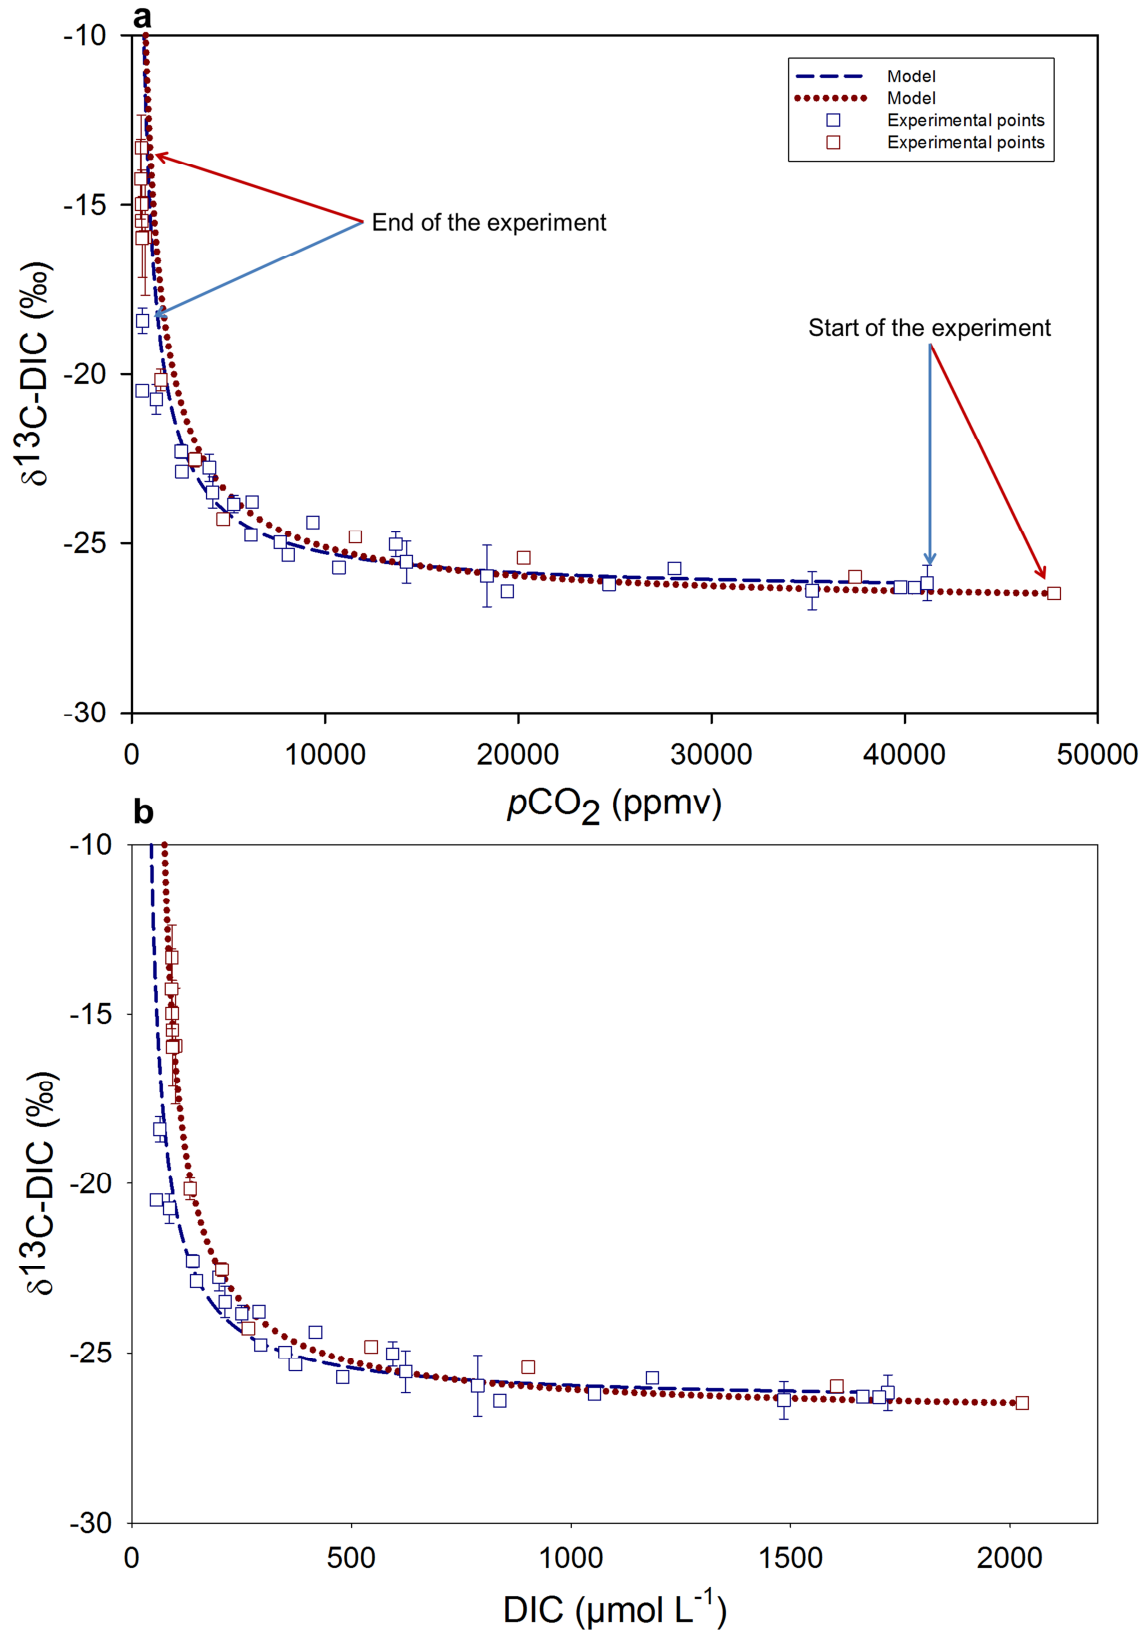 a
-10
-15
-20
-25
-30
δ13C-DIC (‰)
Model
Model
Experimental points
Experimental points
End of the experiment
Start of the experiment
0 10000 20000 30000 40000 50000
pCO2 (ppmv)
b
-10
-15
-20
-25
-30
δ13C-DIC (‰)
0 500 1000 1500 2000
DIC (µmol L-1)